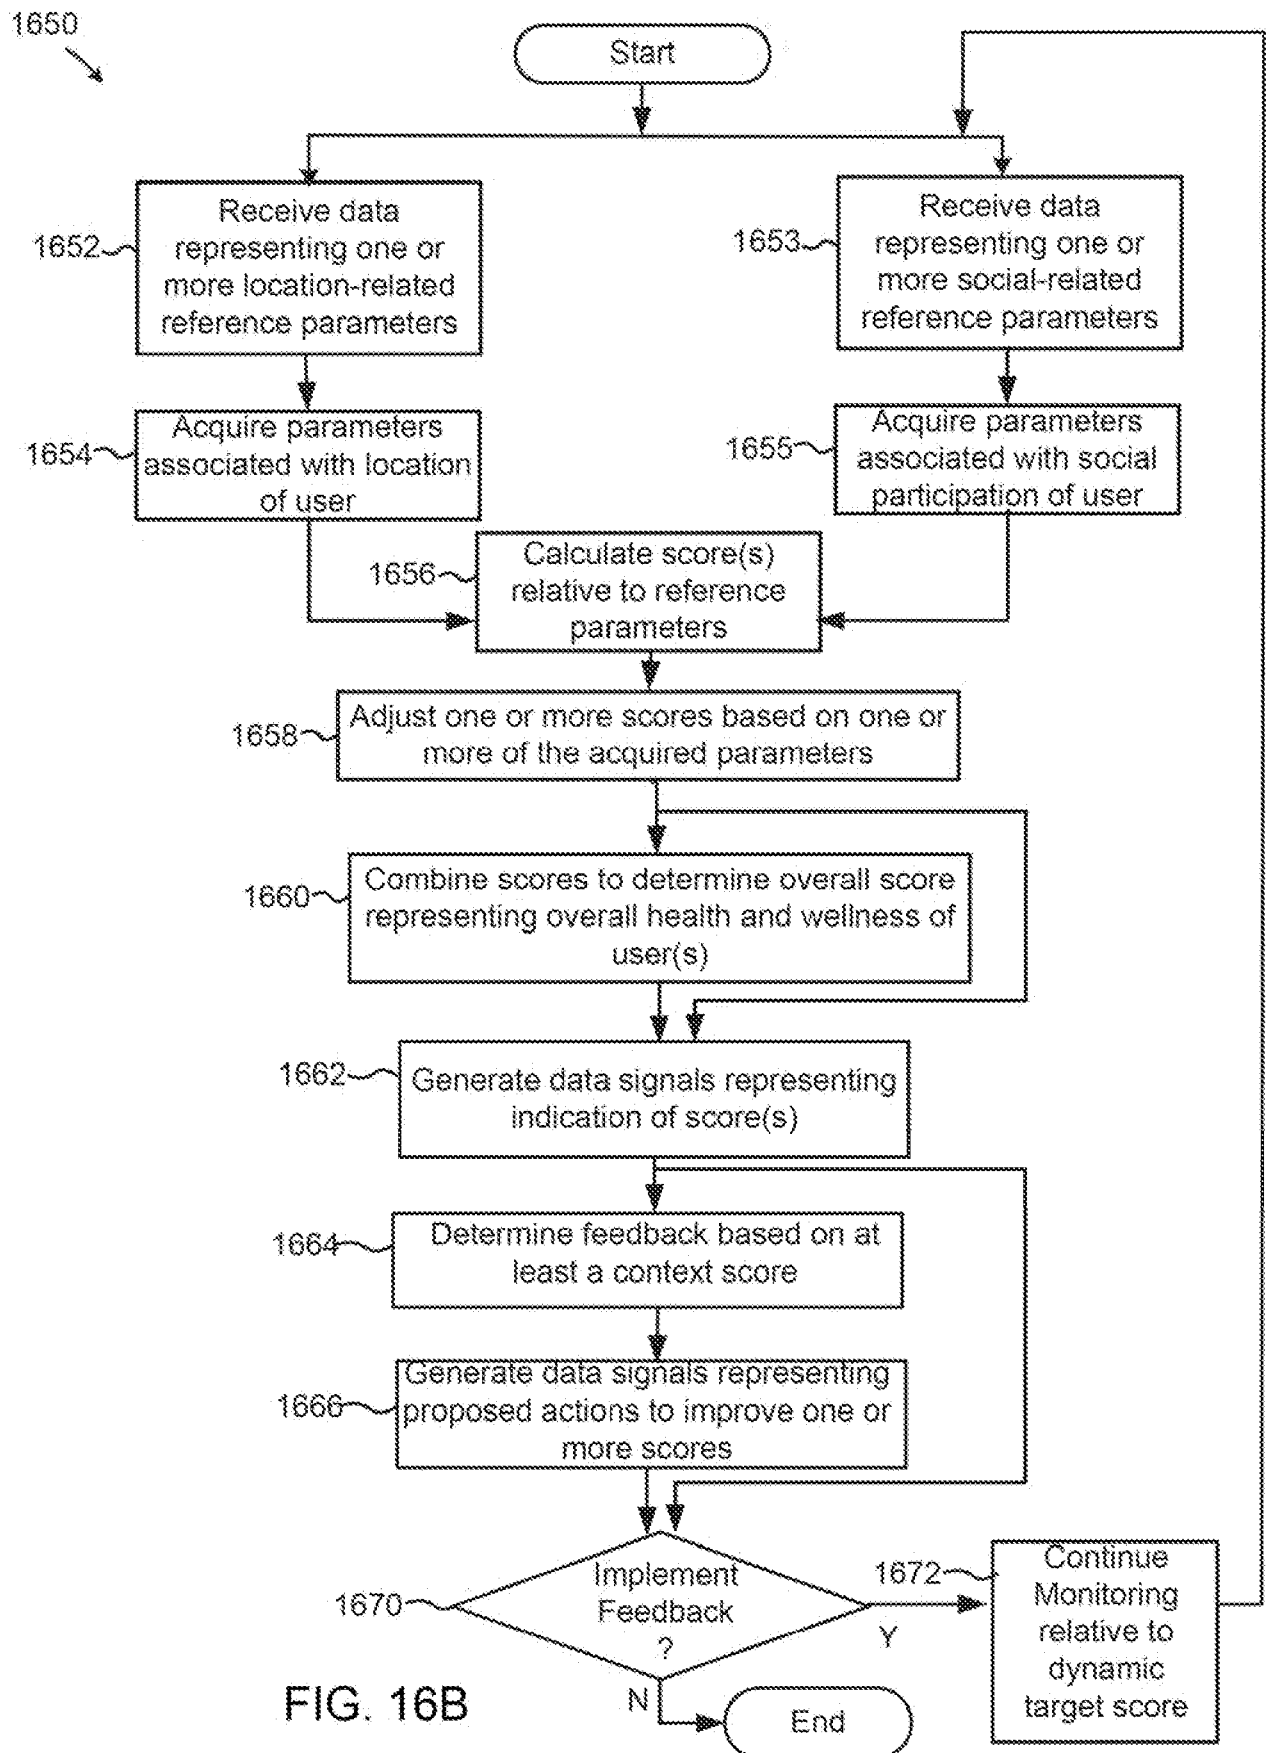 1650
Start
1652
Receive data
representing one or
more location-related
reference parameters
1653
Receive data
representing one or
more social-related
reference parameters
1654
Acquire parameters
associated with location
of user
1655
Acquire parameters
associated with social
participation of user
1656
Calculate score(s)
relative to reference
parameters
1658
Adjust one or more scores based on one or
more of the acquired parameters
1660
Combine scores to determine overall score
representing overall health and wellness of
user(s)
1662
Generate data signals representing
indication of score(s)
1664
Determine feedback based on at
least a context score
1666
Generate data signals representing
proposed actions to improve one or
more scores
1670
Implement
Feedback
?
Y
N
1672
Continue
Monitoring
relative to
dynamic
target score
End
FIG. 16B